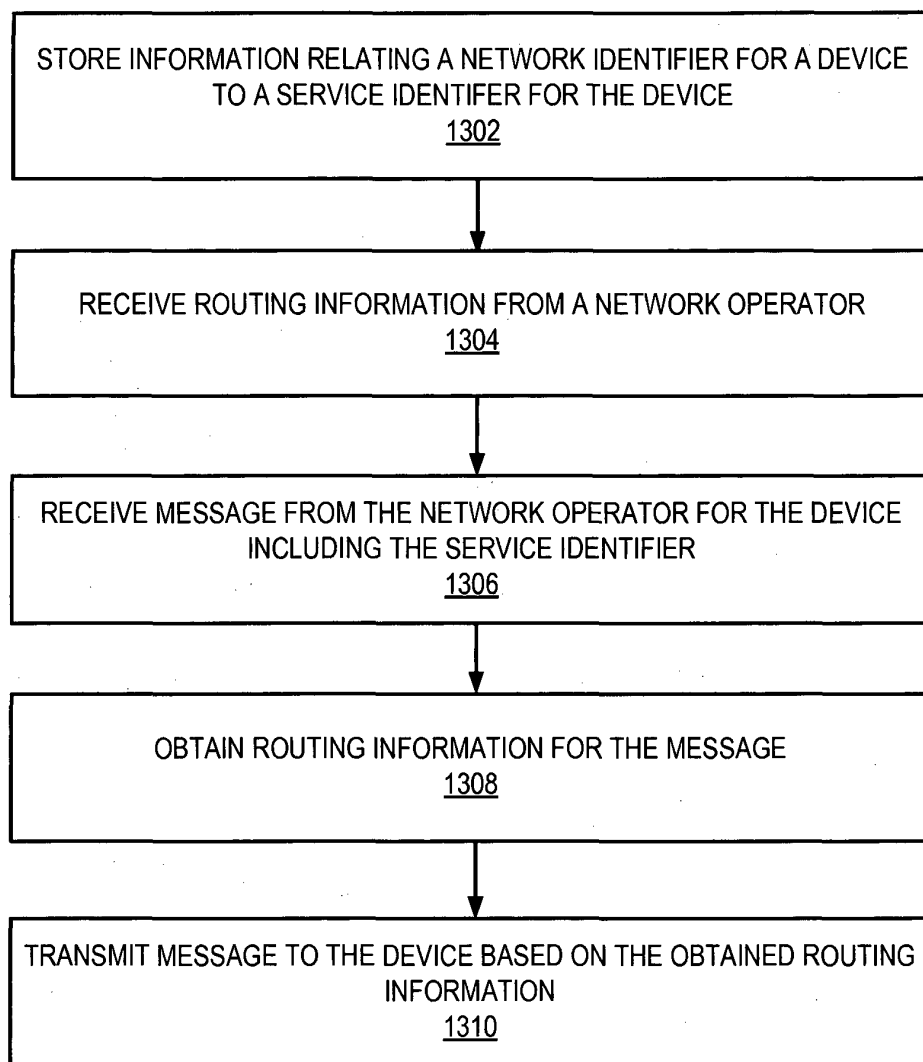 STORE INFORMATION RELATING A NETWORK IDENTIFIER FOR A DEVICE
TO A SERVICE IDENTIFER FOR THE DEVICE
1302
RECEIVE ROUTING INFORMATION FROM A NETWORK OPERATOR
1304
RECEIVE MESSAGE FROM THE NETWORK OPERATOR FOR THE DEVICE
INCLUDING THE SERVICE IDENTIFIER
1306
OBTAIN ROUTING INFORMATION FOR THE MESSAGE
1308
TRANSMIT MESSAGE TO THE DEVICE BASED ON THE OBTAINED ROUTING
INFORMATION
1310